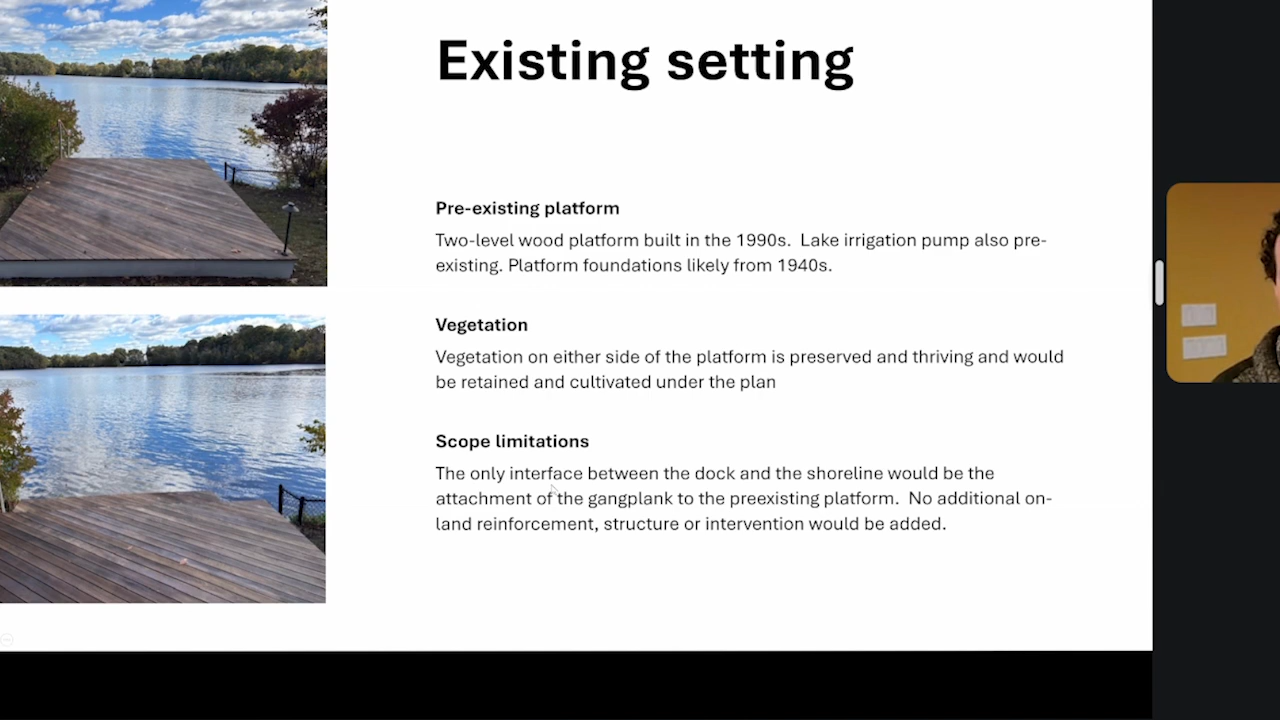 Existing setting
Pre-existing platform
Two-level wood platform built in the 1990s.  Lake irrigation pump also pre-
existing. Platform foundations likely from 1940s.
Vegetation
Vegetation on either side of the platform is preserved and thriving and would
be retained and cultivated under the plan
Scope limitations
The only interface between the dock and the shoreline would be the
attachment of the gangplank to the preexisting platform.  No additional on-
land reinforcement, structure or intervention would be added.